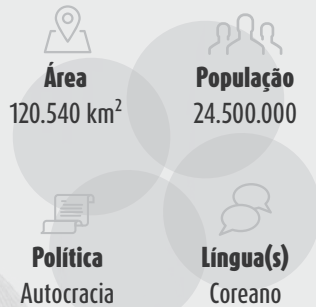 Área
120.540 km²
População
24.500.000
Política
Autocracia
Língua(s)
Coreano